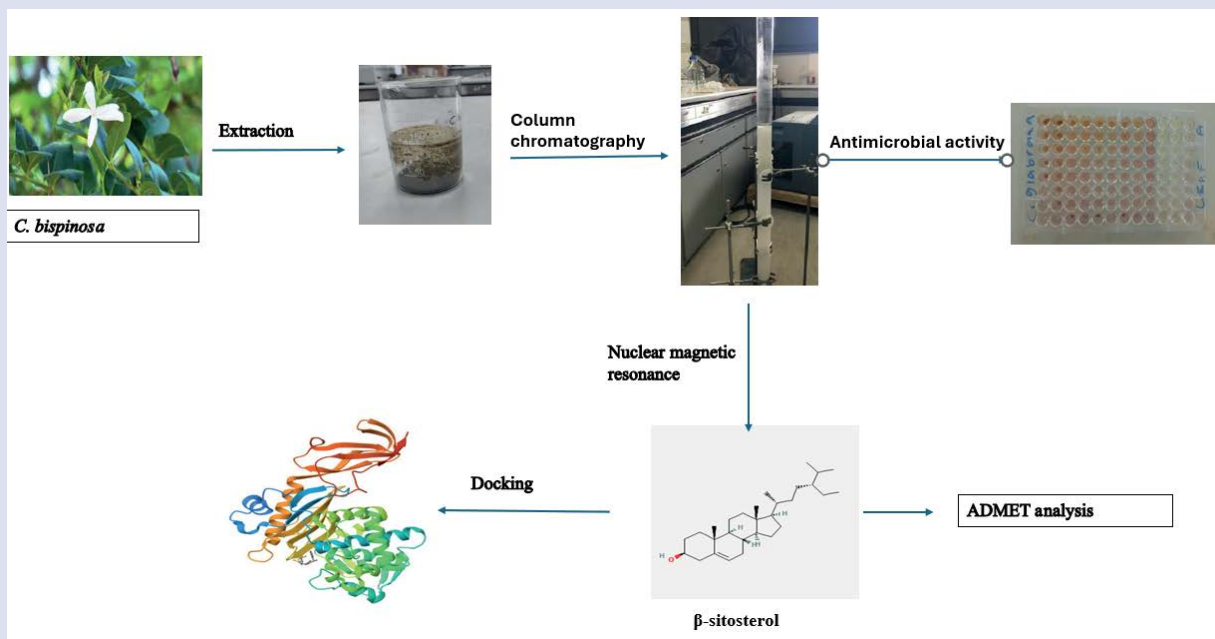 Extraction
Column
chromatography
Antimicrobial activity
C. bispinosa
Nuclear magnetic
resonance
Docking
ADMET analysis
H
H
H H
H O
β-sitosterol